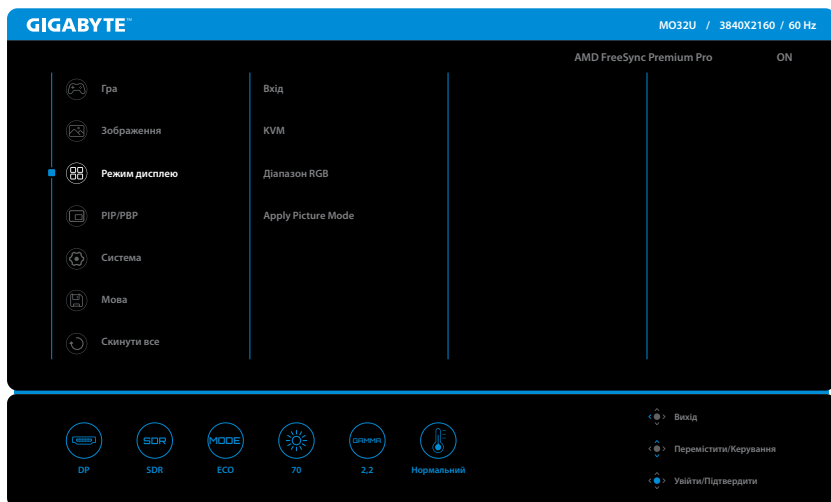 GIGABYTE™
MO32U / 3840X2160 / 60 Hz
AMD FreeSync Premium Pro ON
Гра
Зображення
Режим дисплею
PIP/PBP
Система
Мова
Скинути все
Вхід
KVM
Діапазон RGB
Apply Picture Mode
SDR
MODE
GAMMA
DP
SDR
ECO
70
2,2
Нормальний
Вихід
Перемістити/Керування
Увійти/Підтвердити